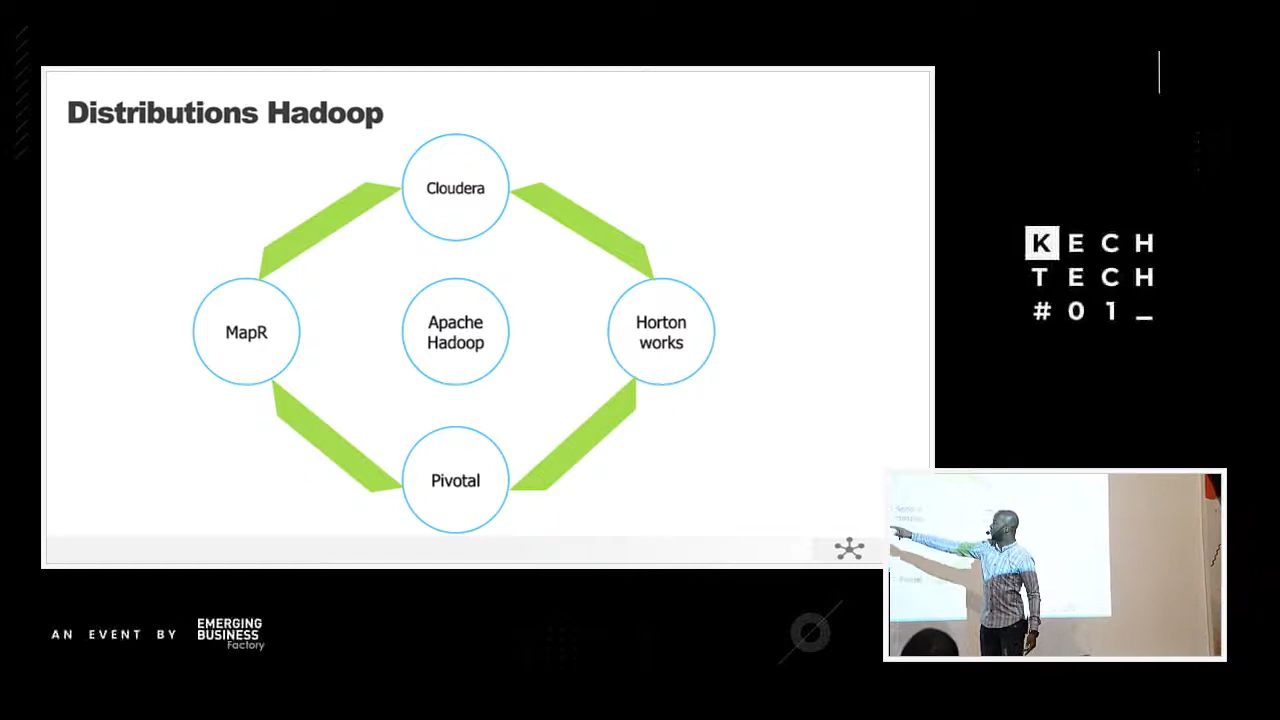 Distributions Hadoop
Cloudera
MapR
Apache
Hadoop
Horton
works
Pivotal
KECH
TECH
#01_
AN EVENT BY
EMERGING
BUSINESS
Factory